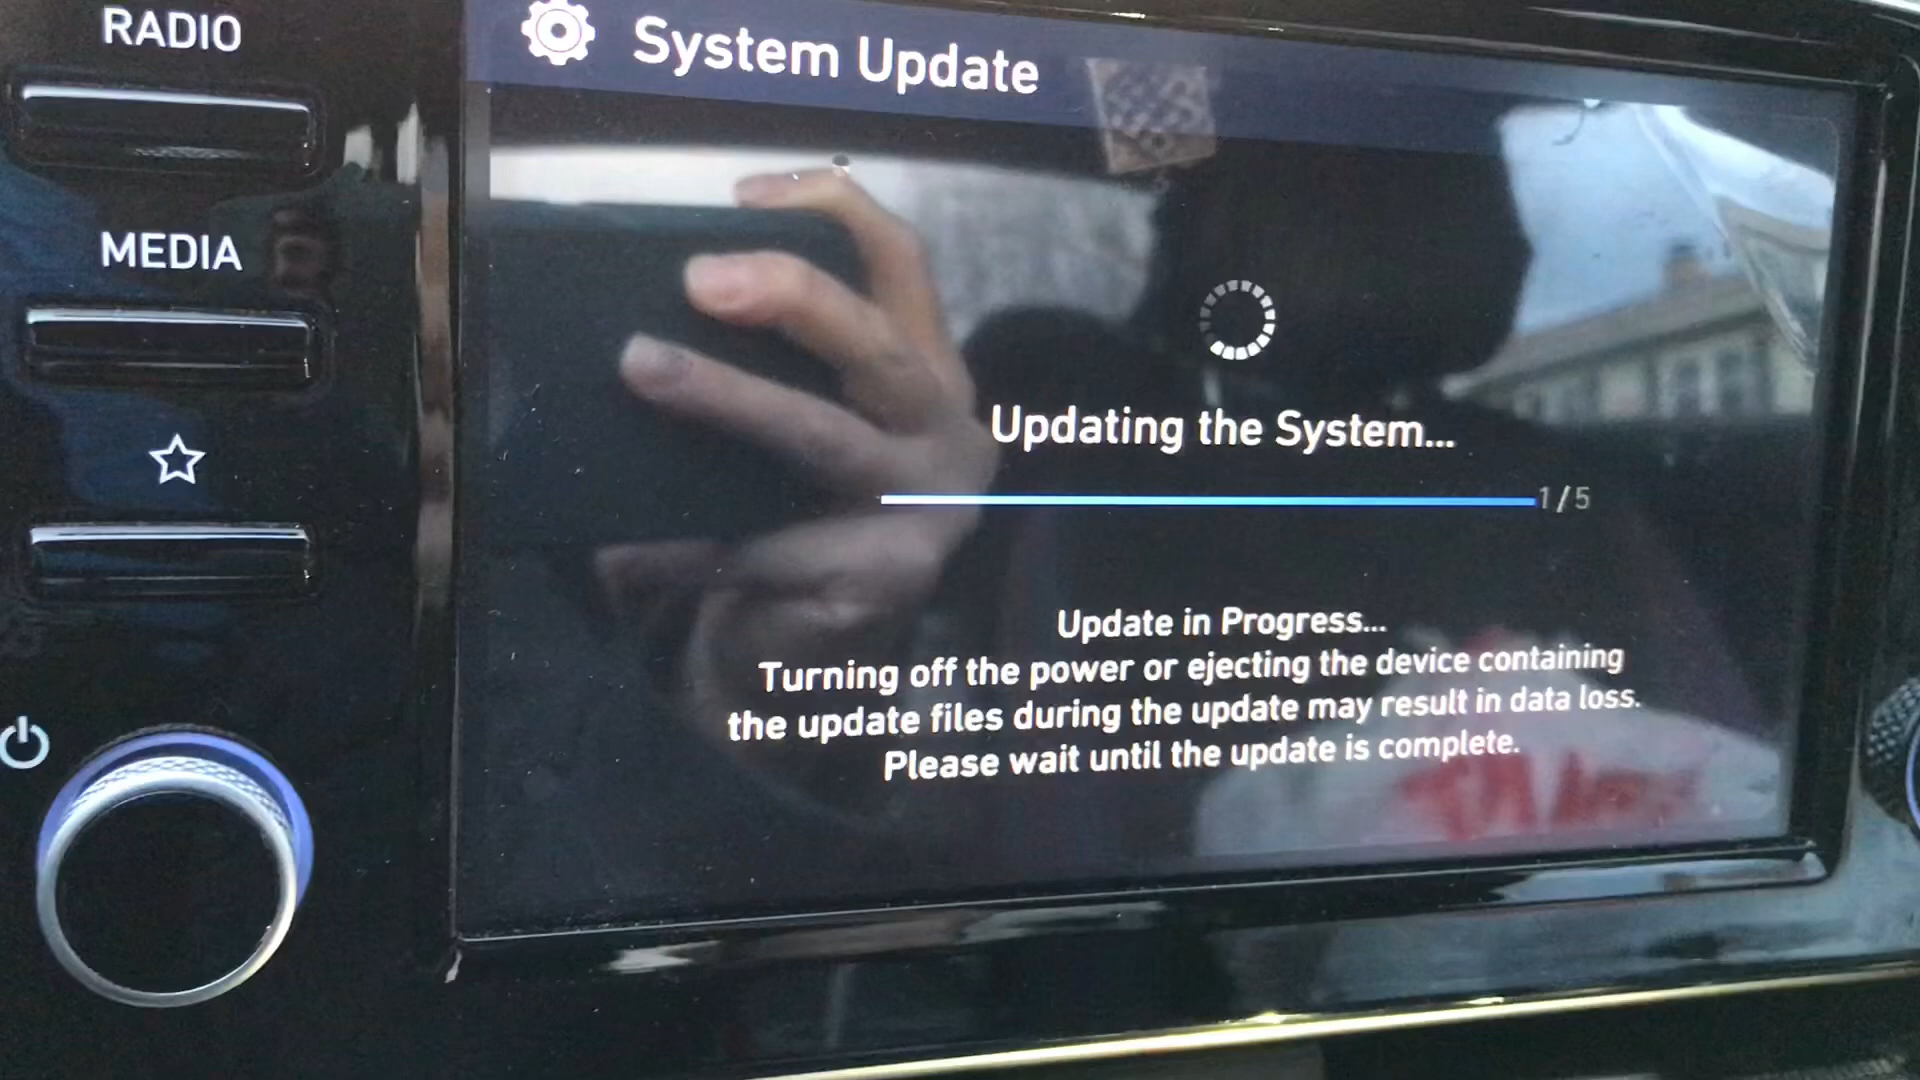 RADIO
System Update
MEDIA
Updating the System...
1/5
Update in Progress...
Turning off the power or ejecting the device containing
the update files during the update may result in data loss.
Please wait until the update is complete.